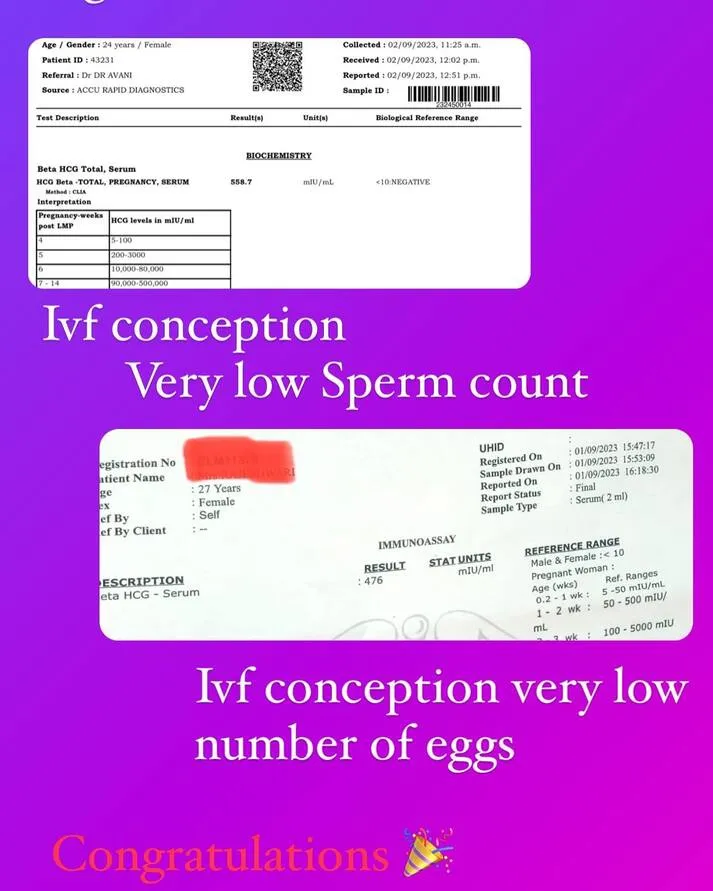 Age / Gender : 24 years / Female
Patient ID : 43231
Referral : Dr DR AVANI
Source : ACCU RAPID DIAGNOSTICS
Collected : 02/09/2023, 11:25 a.m.
Received : 02/09/2023, 12:02 p.m.
Reported : 02/09/2023, 12:51 p.m.
Sample ID :
232450014
Test Description Result(s) Unit(s) Biological Reference Range
BIOCHEMISTRY
Beta HCG Total, Serum
HCG Beta -TOTAL, PREGNANCY, SERUM 558.7 mIU/mL <10:NEGATIVE
Method : CLIA
Interpretation
Pregnancy-weeks post LMP HCG levels in mIU/ml
4 5-100
5 200-3000
6 10,000-80,000
7 - 14 90,000-500,000
Ivf conception
Very low Sperm count
egistration No
atient Name
ge : 27 Years
ex : Female
ef By : Self
ef By Client : --
UHID :
Registered On : 01/09/2023 15:47:17
Sample Drawn On : 01/09/2023 15:53:09
Reported On : 01/09/2023 16:18:30
Report Status : Final
Sample Type : Serum( 2 ml)
IMMUNOASSAY
ESCRIPTION RESULT STAT UNITS REFERENCE RANGE
eta HCG - Serum : 476 mIU/ml
Male & Female :< 10
Pregnant Woman :
Age (wks) Ref. Ranges
0.2 - 1 wk : 5 -50 mIU/mL
1 - 2 wk : 50 - 500 mIU/
mL
3 wk : 100 - 5000 mIU
Ivf conception very low
number of eggs
Congratulations 🎉